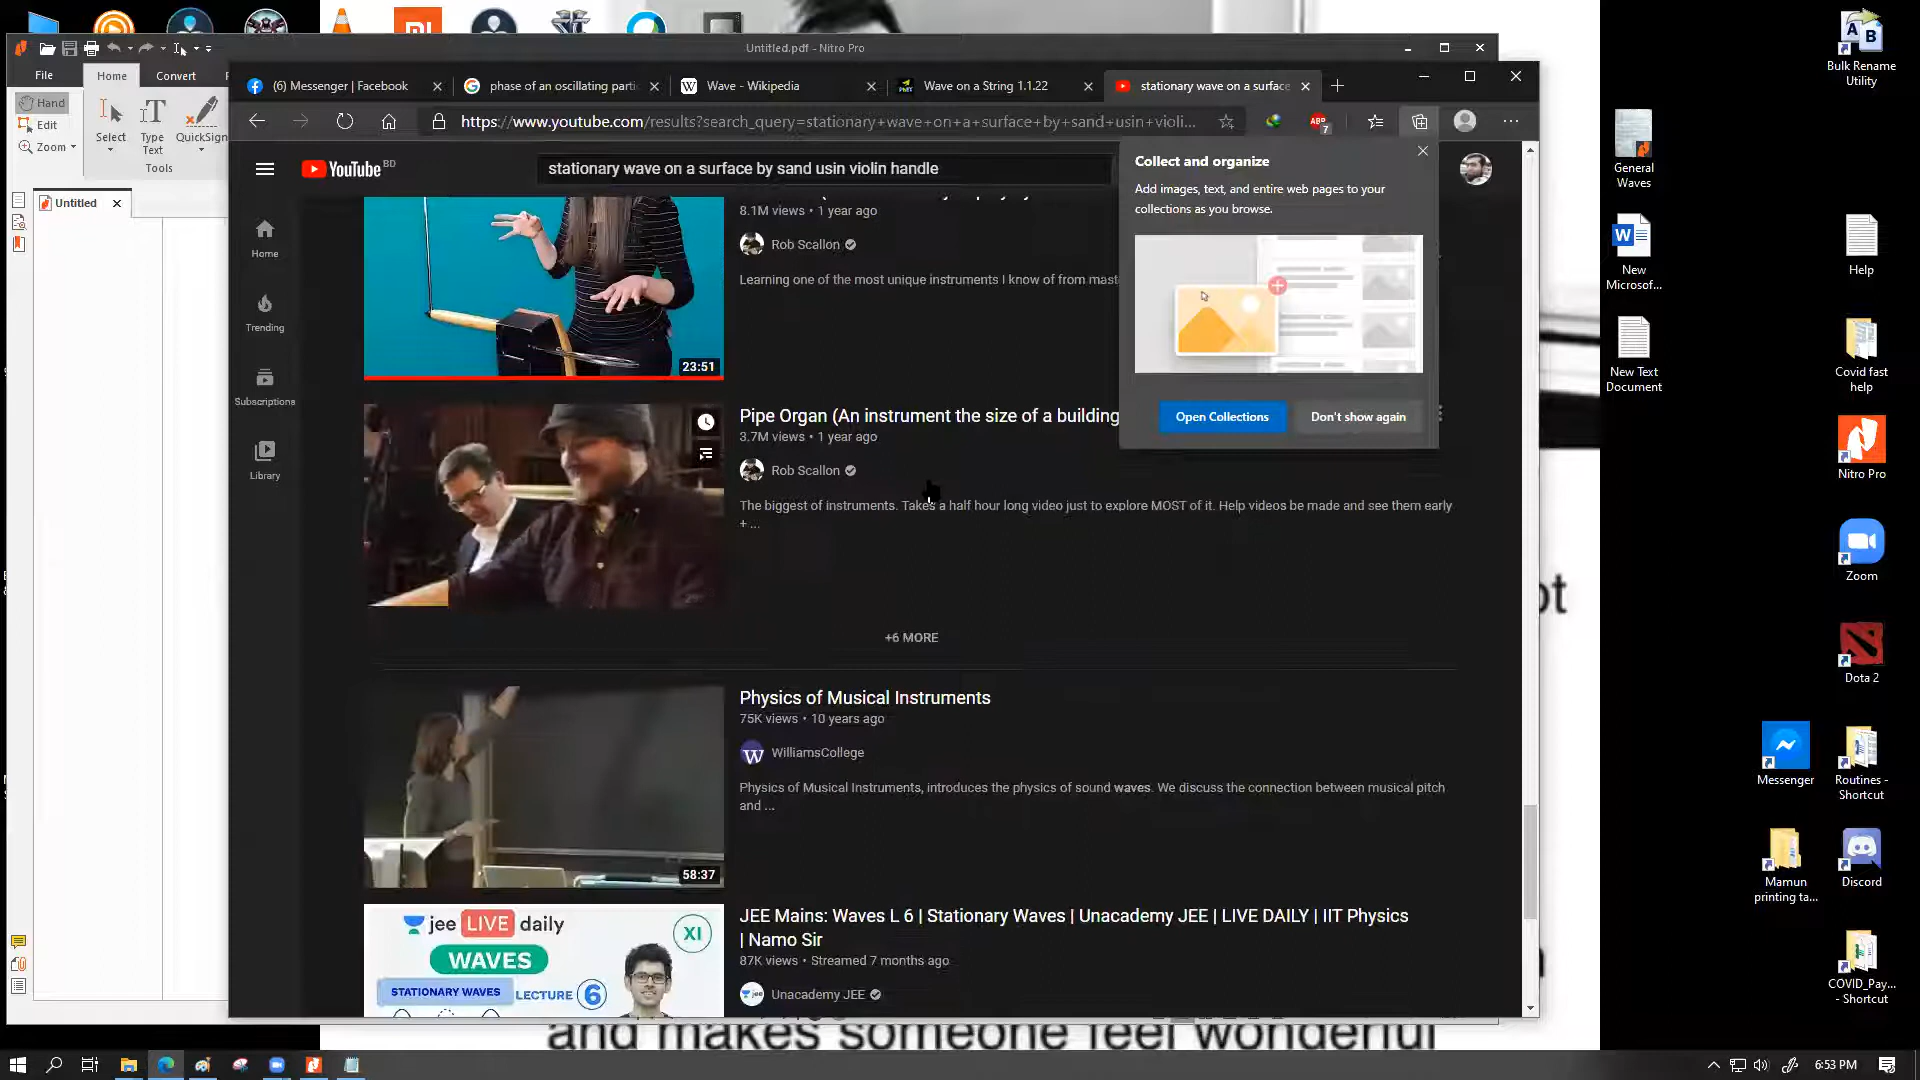 Untitled.pdf - Nitro Pro
File
Home
Convert
Hand
Edit
Zoom
Select
Type
Text
QuickSign
Tools
Untitled
(6) Messenger | Facebook
phase of an oscillating parti
Wave - Wikipedia
Wave on a String 1.1.22
stationary wave on a surface
https://www.youtube.com/results?search_query=stationary+wave+on+a+surface+by+sand+usin+violi...
ABP
7
YouTube BD
stationary wave on a surface by sand usin violin handle
Home
Trending
Subscriptions
Library
8.1M views • 1 year ago
Rob Scallon
Learning one of the most unique instruments I know of from mast
23:51
Pipe Organ (An instrument the size of a building
3.7M views • 1 year ago
Rob Scallon
The biggest of instruments. Takes a half hour long video just to explore MOST of it. Help videos be made and see them early
+ ...
+6 MORE
Physics of Musical Instruments
75K views • 10 years ago
W
WilliamsCollege
Physics of Musical Instruments, introduces the physics of sound waves. We discuss the connection between musical pitch
and ...
58:37
jee LIVE daily
XI
WAVES
STATIONARY WAVES
LECTURE 6
JEE Mains: Waves L 6 | Stationary Waves | Unacademy JEE | LIVE DAILY | IIT Physics
| Namo Sir
87K views • Streamed 7 months ago
jee
Unacademy JEE
Collect and organize
Add images, text, and entire web pages to your
collections as you browse.
Open Collections
Don't show again
ot
and makes someone feel wonderful
Bulk Rename
Utility
General
Waves
New
Microsof...
Help
New Text
Document
Covid fast
help
Nitro Pro
Zoom
Dota 2
Messenger
Routines -
Shortcut
Mamun
printing ta...
Discord
COVID_Pay...
- Shortcut
6:53 PM